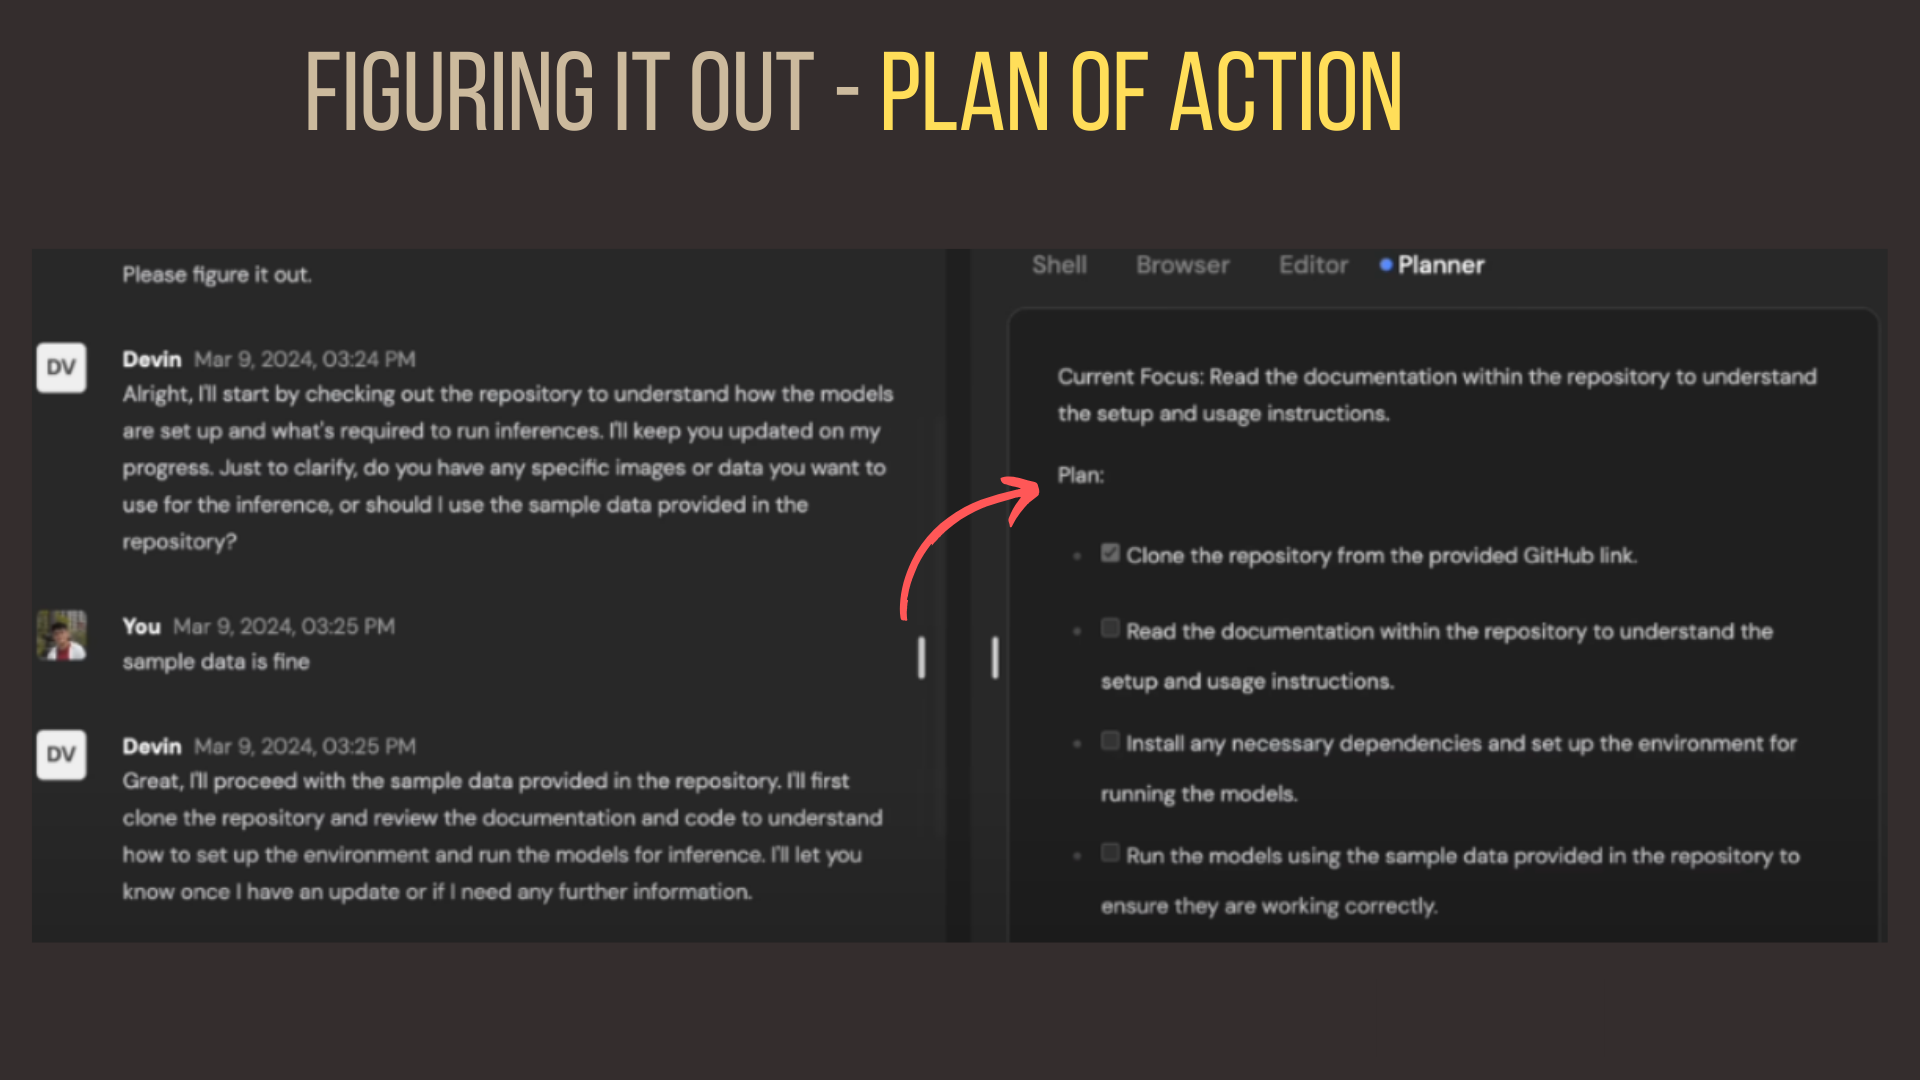 FIGURING IT OUT - PLAN OF ACTION
Please figure it out.
DV
Devin Mar 9, 2024, 03:24 PM
Alright, I'll start by checking out the repository to understand how the models
are set up and what's required to run inferences. I'll keep you updated on my
progress. Just to clarify, do you have any specific images or data you want to
use for the inference, or should I use the sample data provided in the
repository?
You Mar 9, 2024, 03:25 PM
sample data is fine
DV
Devin Mar 9, 2024, 03:25 PM
Great, I'll proceed with the sample data provided in the repository. I'll first
clone the repository and review the documentation and code to understand
how to set up the environment and run the models for inference. I'll let you
know once I have an update or if I need any further information.
Shell Browser Editor Planner
Current Focus: Read the documentation within the repository to understand
the setup and usage instructions.
Plan:
Clone the repository from the provided GitHub link.
Read the documentation within the repository to understand the
setup and usage instructions.
Install any necessary dependencies and set up the environment for
running the models.
Run the models using the sample data provided in the repository to
ensure they are working correctly.